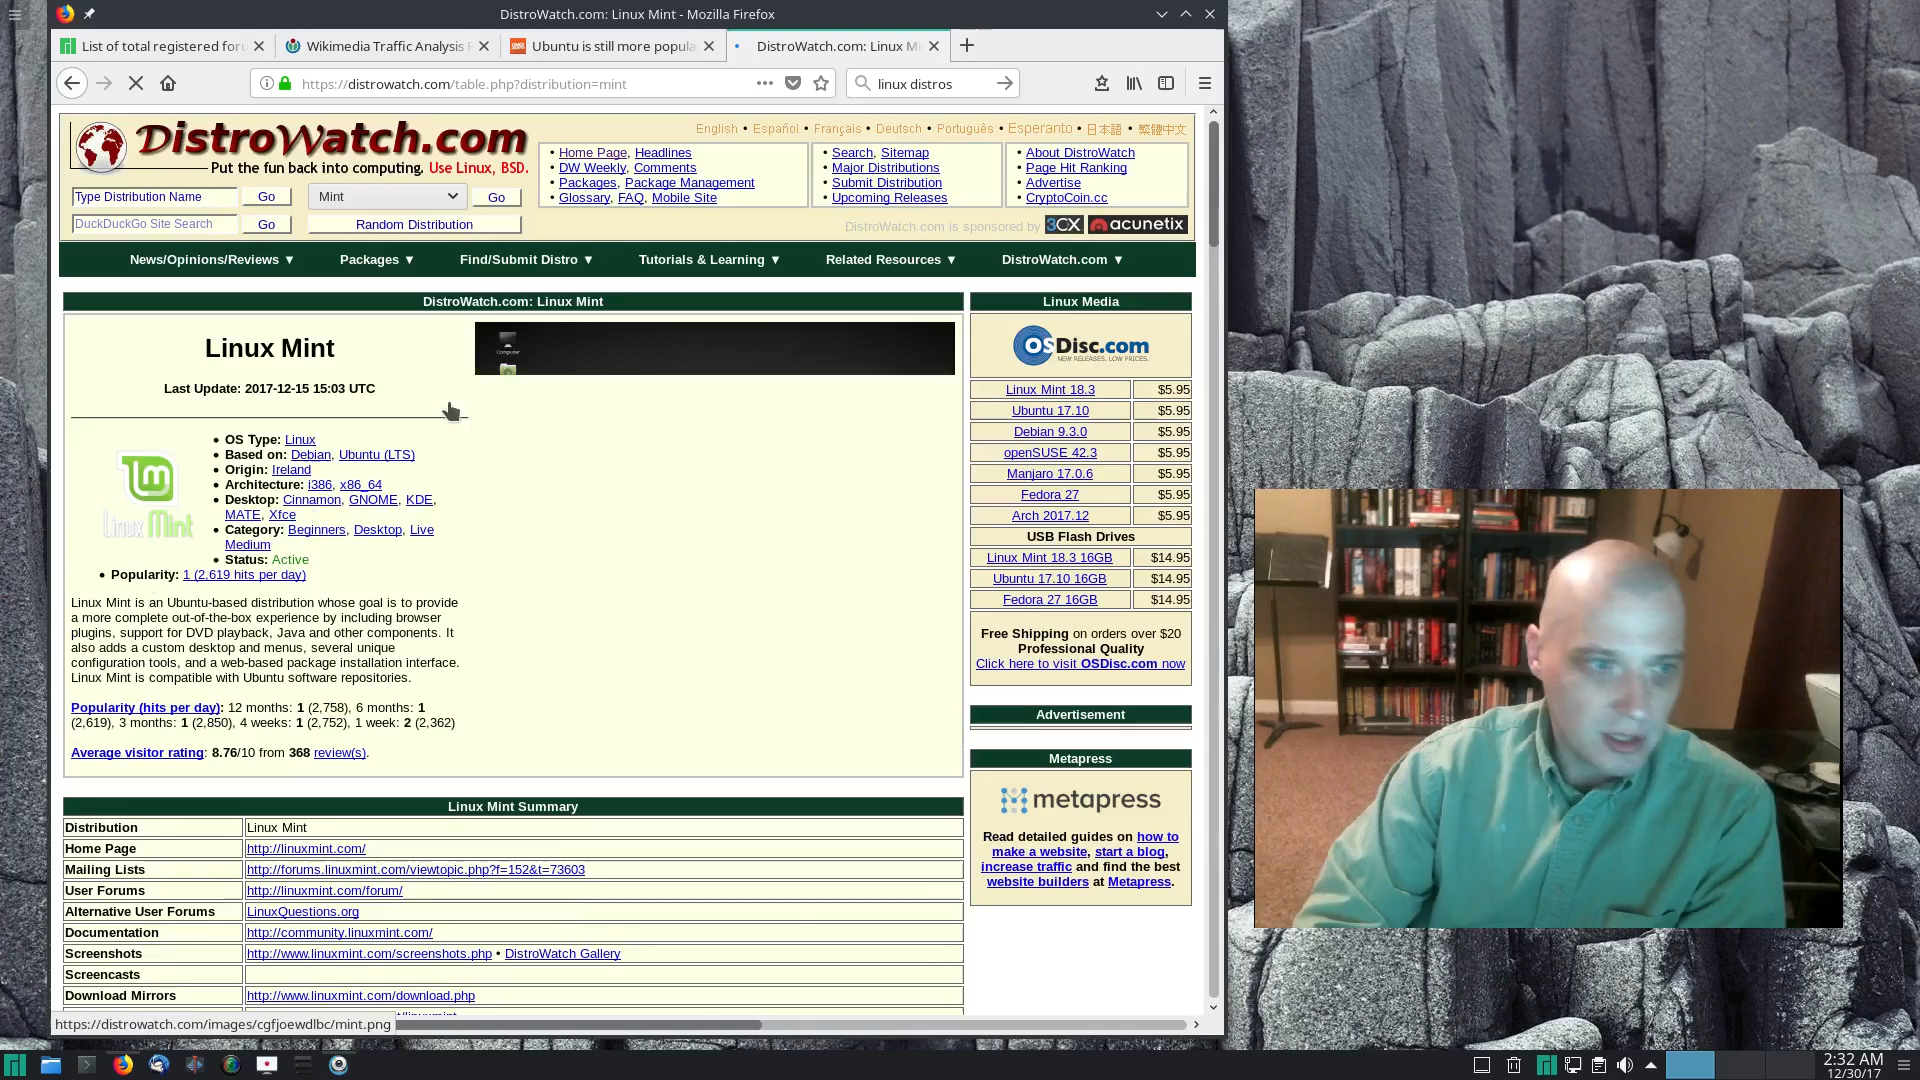 DistroWatch.com: Linux Mint - Mozilla Firefox
List of total registered foru
Wikimedia Traffic Analysis
Ubuntu is still more popula
DistroWatch.com: Linux Mi
https://distrowatch.com/table.php?distribution=mint
linux distros
DistroWatch.com
Put the fun back into computing. Use Linux, BSD.
English • Español • Français • Deutsch • Português • Esperanto • 日本語 • 繁體中文
• Home Page, Headlines
• DW Weekly, Comments
• Packages, Package Management
• Glossary, FAQ, Mobile Site
• Search, Sitemap
• Major Distributions
• Submit Distribution
• Upcoming Releases
• About DistroWatch
• Page Hit Ranking
• Advertise
• CryptoCoin.cc
Type Distribution Name Go Mint Go
DuckDuckGo Site Search Go Random Distribution
DistroWatch.com is sponsored by 3CX acunetix
News/Opinions/Reviews ▼ Packages ▼ Find/Submit Distro ▼ Tutorials & Learning ▼ Related Resources ▼ DistroWatch.com ▼
DistroWatch.com: Linux Mint
Linux Mint
Last Update: 2017-12-15 15:03 UTC
Computer
Linux Mint
• OS Type: Linux
• Based on: Debian, Ubuntu (LTS)
• Origin: Ireland
• Architecture: i386, x86_64
• Desktop: Cinnamon, GNOME, KDE,
MATE, Xfce
• Category: Beginners, Desktop, Live
Medium
• Status: Active
• Popularity: 1 (2,619 hits per day)
Linux Mint is an Ubuntu-based distribution whose goal is to provide
a more complete out-of-the-box experience by including browser
plugins, support for DVD playback, Java and other components. It
also adds a custom desktop and menus, several unique
configuration tools, and a web-based package installation interface.
Linux Mint is compatible with Ubuntu software repositories.
Popularity (hits per day): 12 months: 1 (2,758), 6 months: 1
(2,619), 3 months: 1 (2,850), 4 weeks: 1 (2,752), 1 week: 2 (2,362)
Average visitor rating: 8.76/10 from 368 review(s).
Linux Mint Summary
Distribution Linux Mint
Home Page http://linuxmint.com/
Mailing Lists http://forums.linuxmint.com/viewtopic.php?f=152&t=73603
User Forums http://linuxmint.com/forum/
Alternative User Forums LinuxQuestions.org
Documentation http://community.linuxmint.com/
Screenshots http://www.linuxmint.com/screenshots.php • DistroWatch Gallery
Screencasts
Download Mirrors http://www.linuxmint.com/download.php
Linux Media
OSDisc.com
NEW RELEASES. LOW PRICES.
Linux Mint 18.3 $5.95
Ubuntu 17.10 $5.95
Debian 9.3.0 $5.95
openSUSE 42.3 $5.95
Manjaro 17.0.6 $5.95
Fedora 27 $5.95
Arch 2017.12 $5.95
USB Flash Drives
Linux Mint 18.3 16GB $14.95
Ubuntu 17.10 16GB $14.95
Fedora 27 16GB $14.95
Free Shipping on orders over $20
Professional Quality
Click here to visit OSDisc.com now
Advertisement
Metapress
metapress
Read detailed guides on how to
make a website, start a blog,
increase traffic and find the best
website builders at Metapress.
https://distrowatch.com/images/cgfjoewdlbc/mint.png
2:32 AM
12/30/17